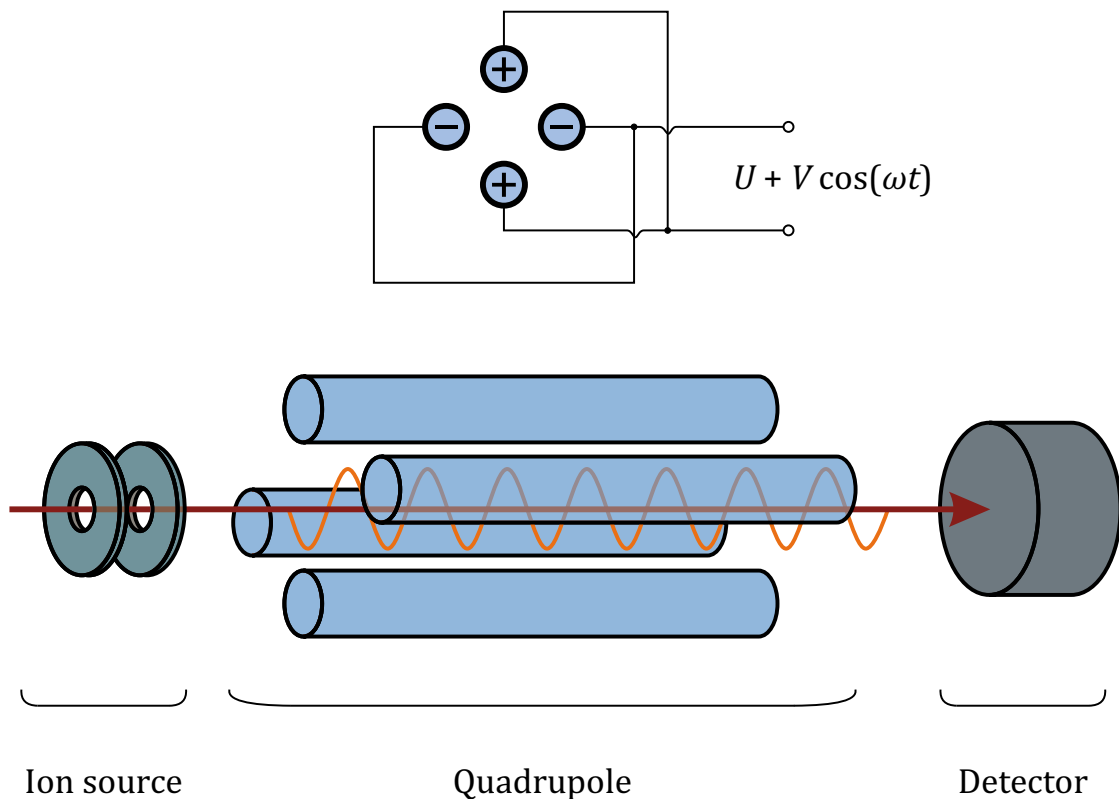 +
− −
+
U + V cos(ωt)
Ion source Quadrupole Detector